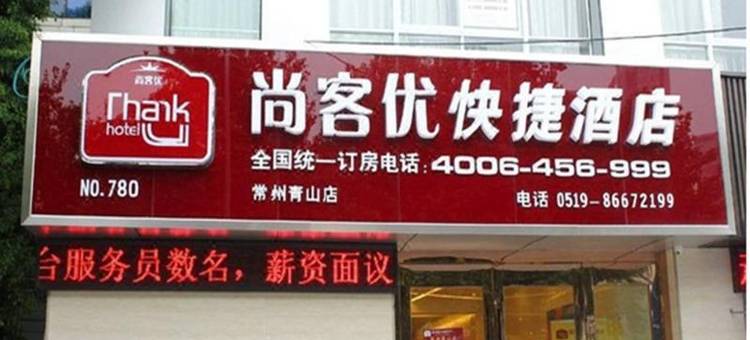 尚客优
Thank U
hotel
NO.780
尚客优快捷酒店
全国统一订房电话:4006-456-999
常州青山店
电话 0519-86672199
台服务员数名，薪资面议